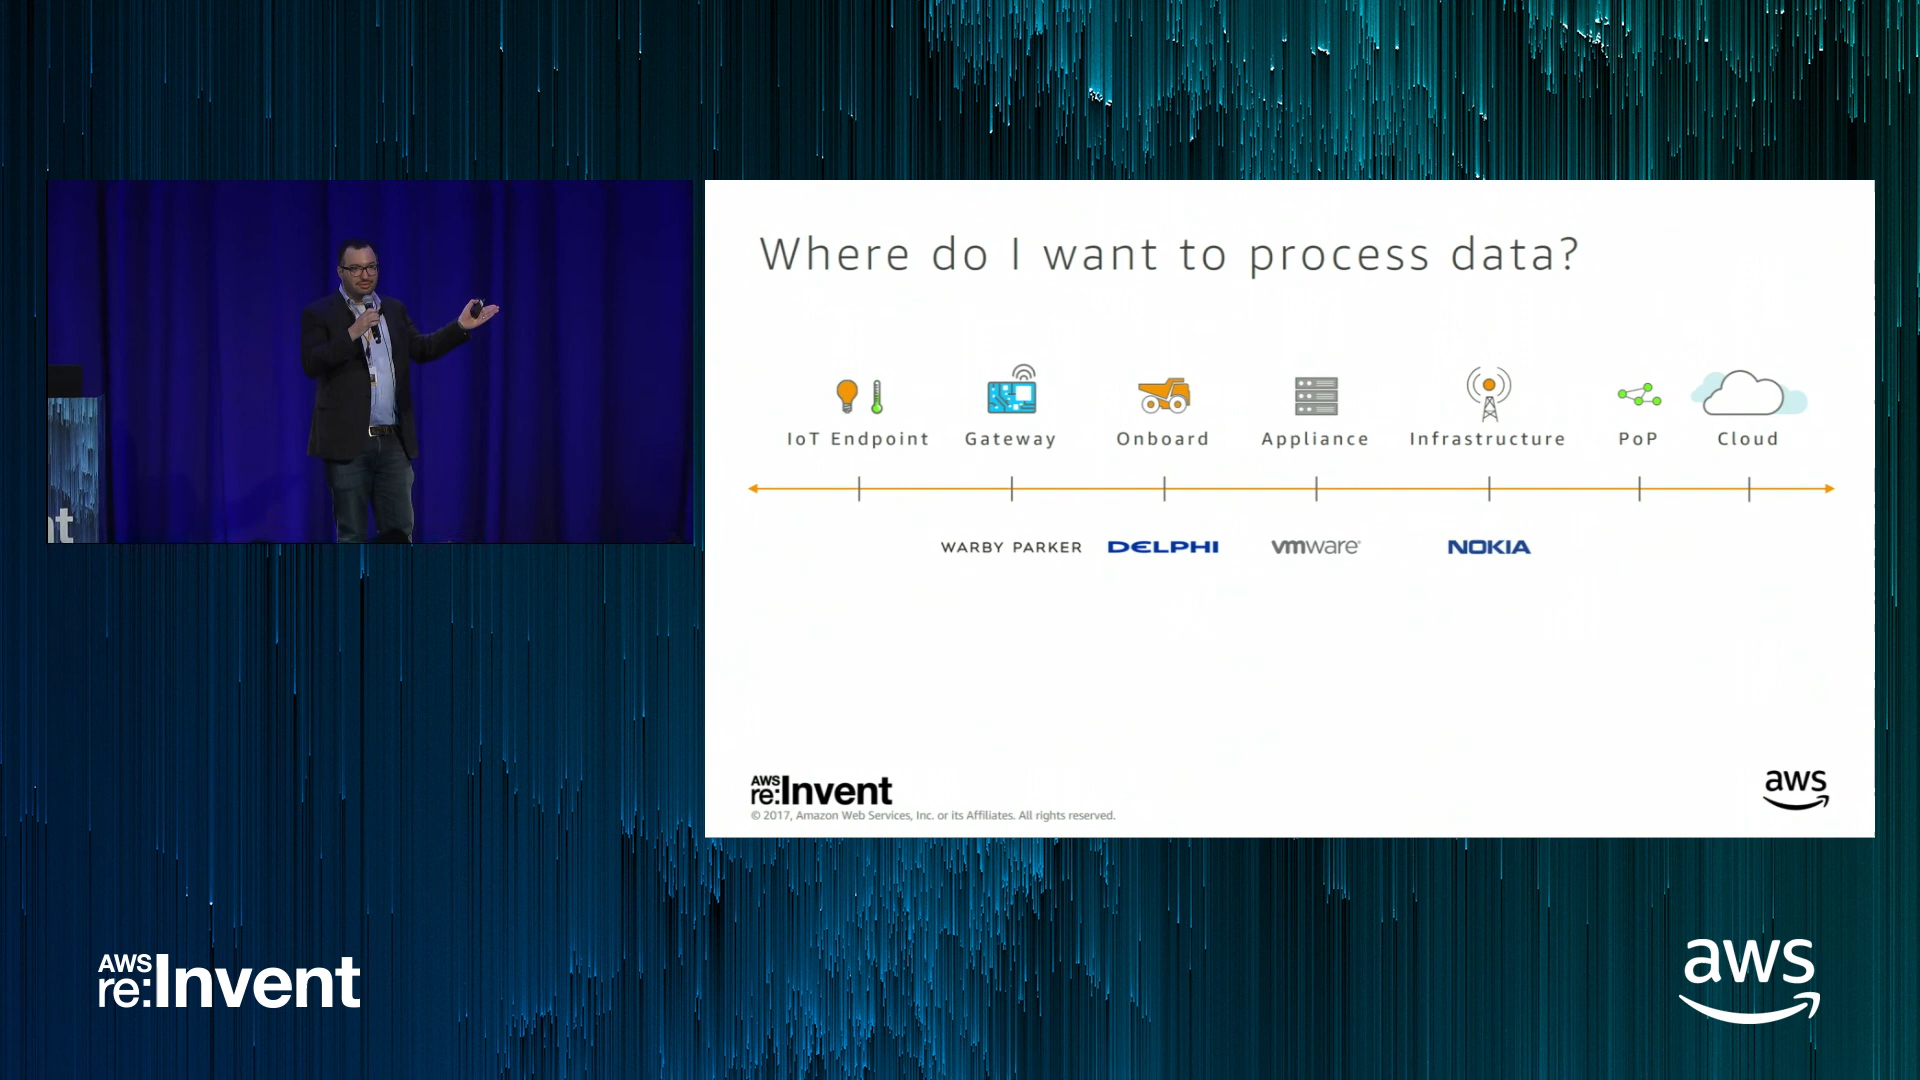 Where do I want to process data?
IoT Endpoint Gateway Onboard Appliance Infrastructure PoP Cloud
WARBY PARKER DELPHI vmware NOKIA
AWS
re:Invent
© 2017, Amazon Web Services, Inc. or its Affiliates. All rights reserved.
aws
nt
AWS
re:Invent
aws